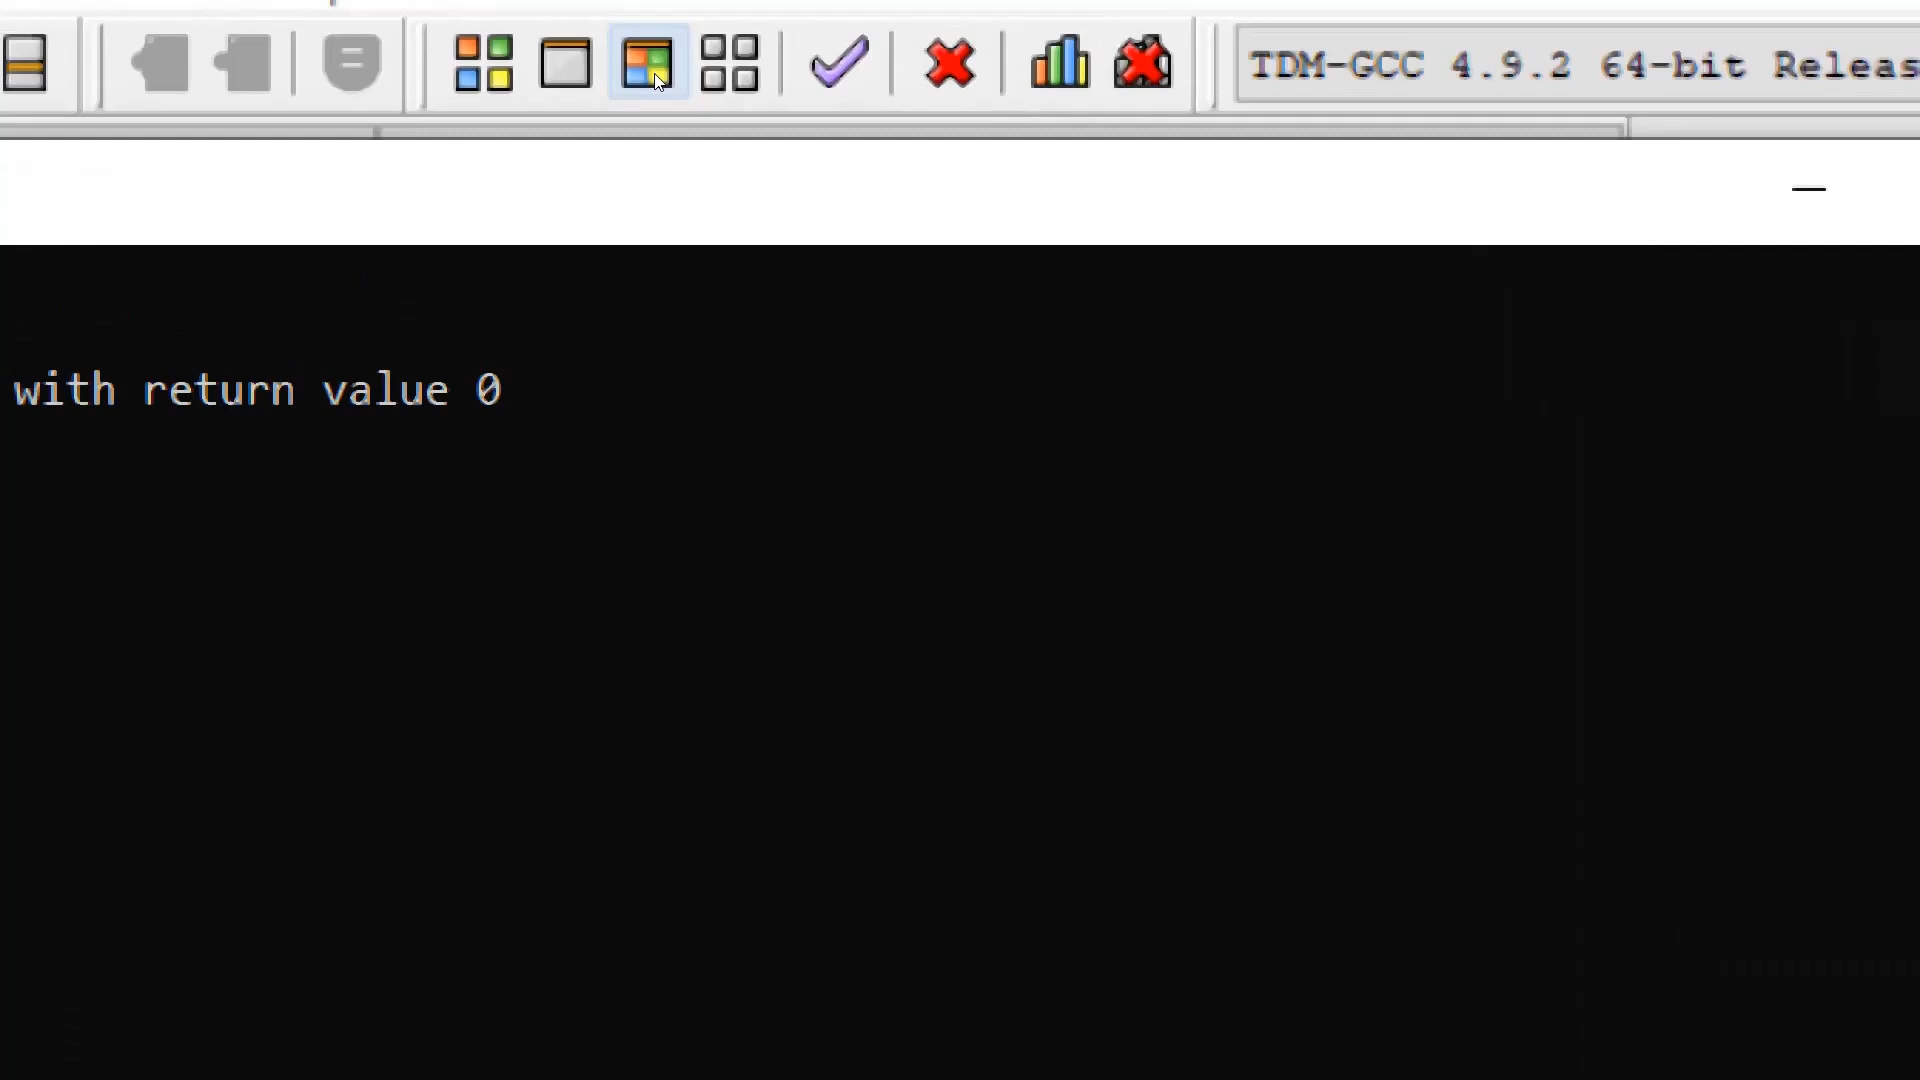 TDM-GCC 4.9.2 64-bit Releas
with return value 0